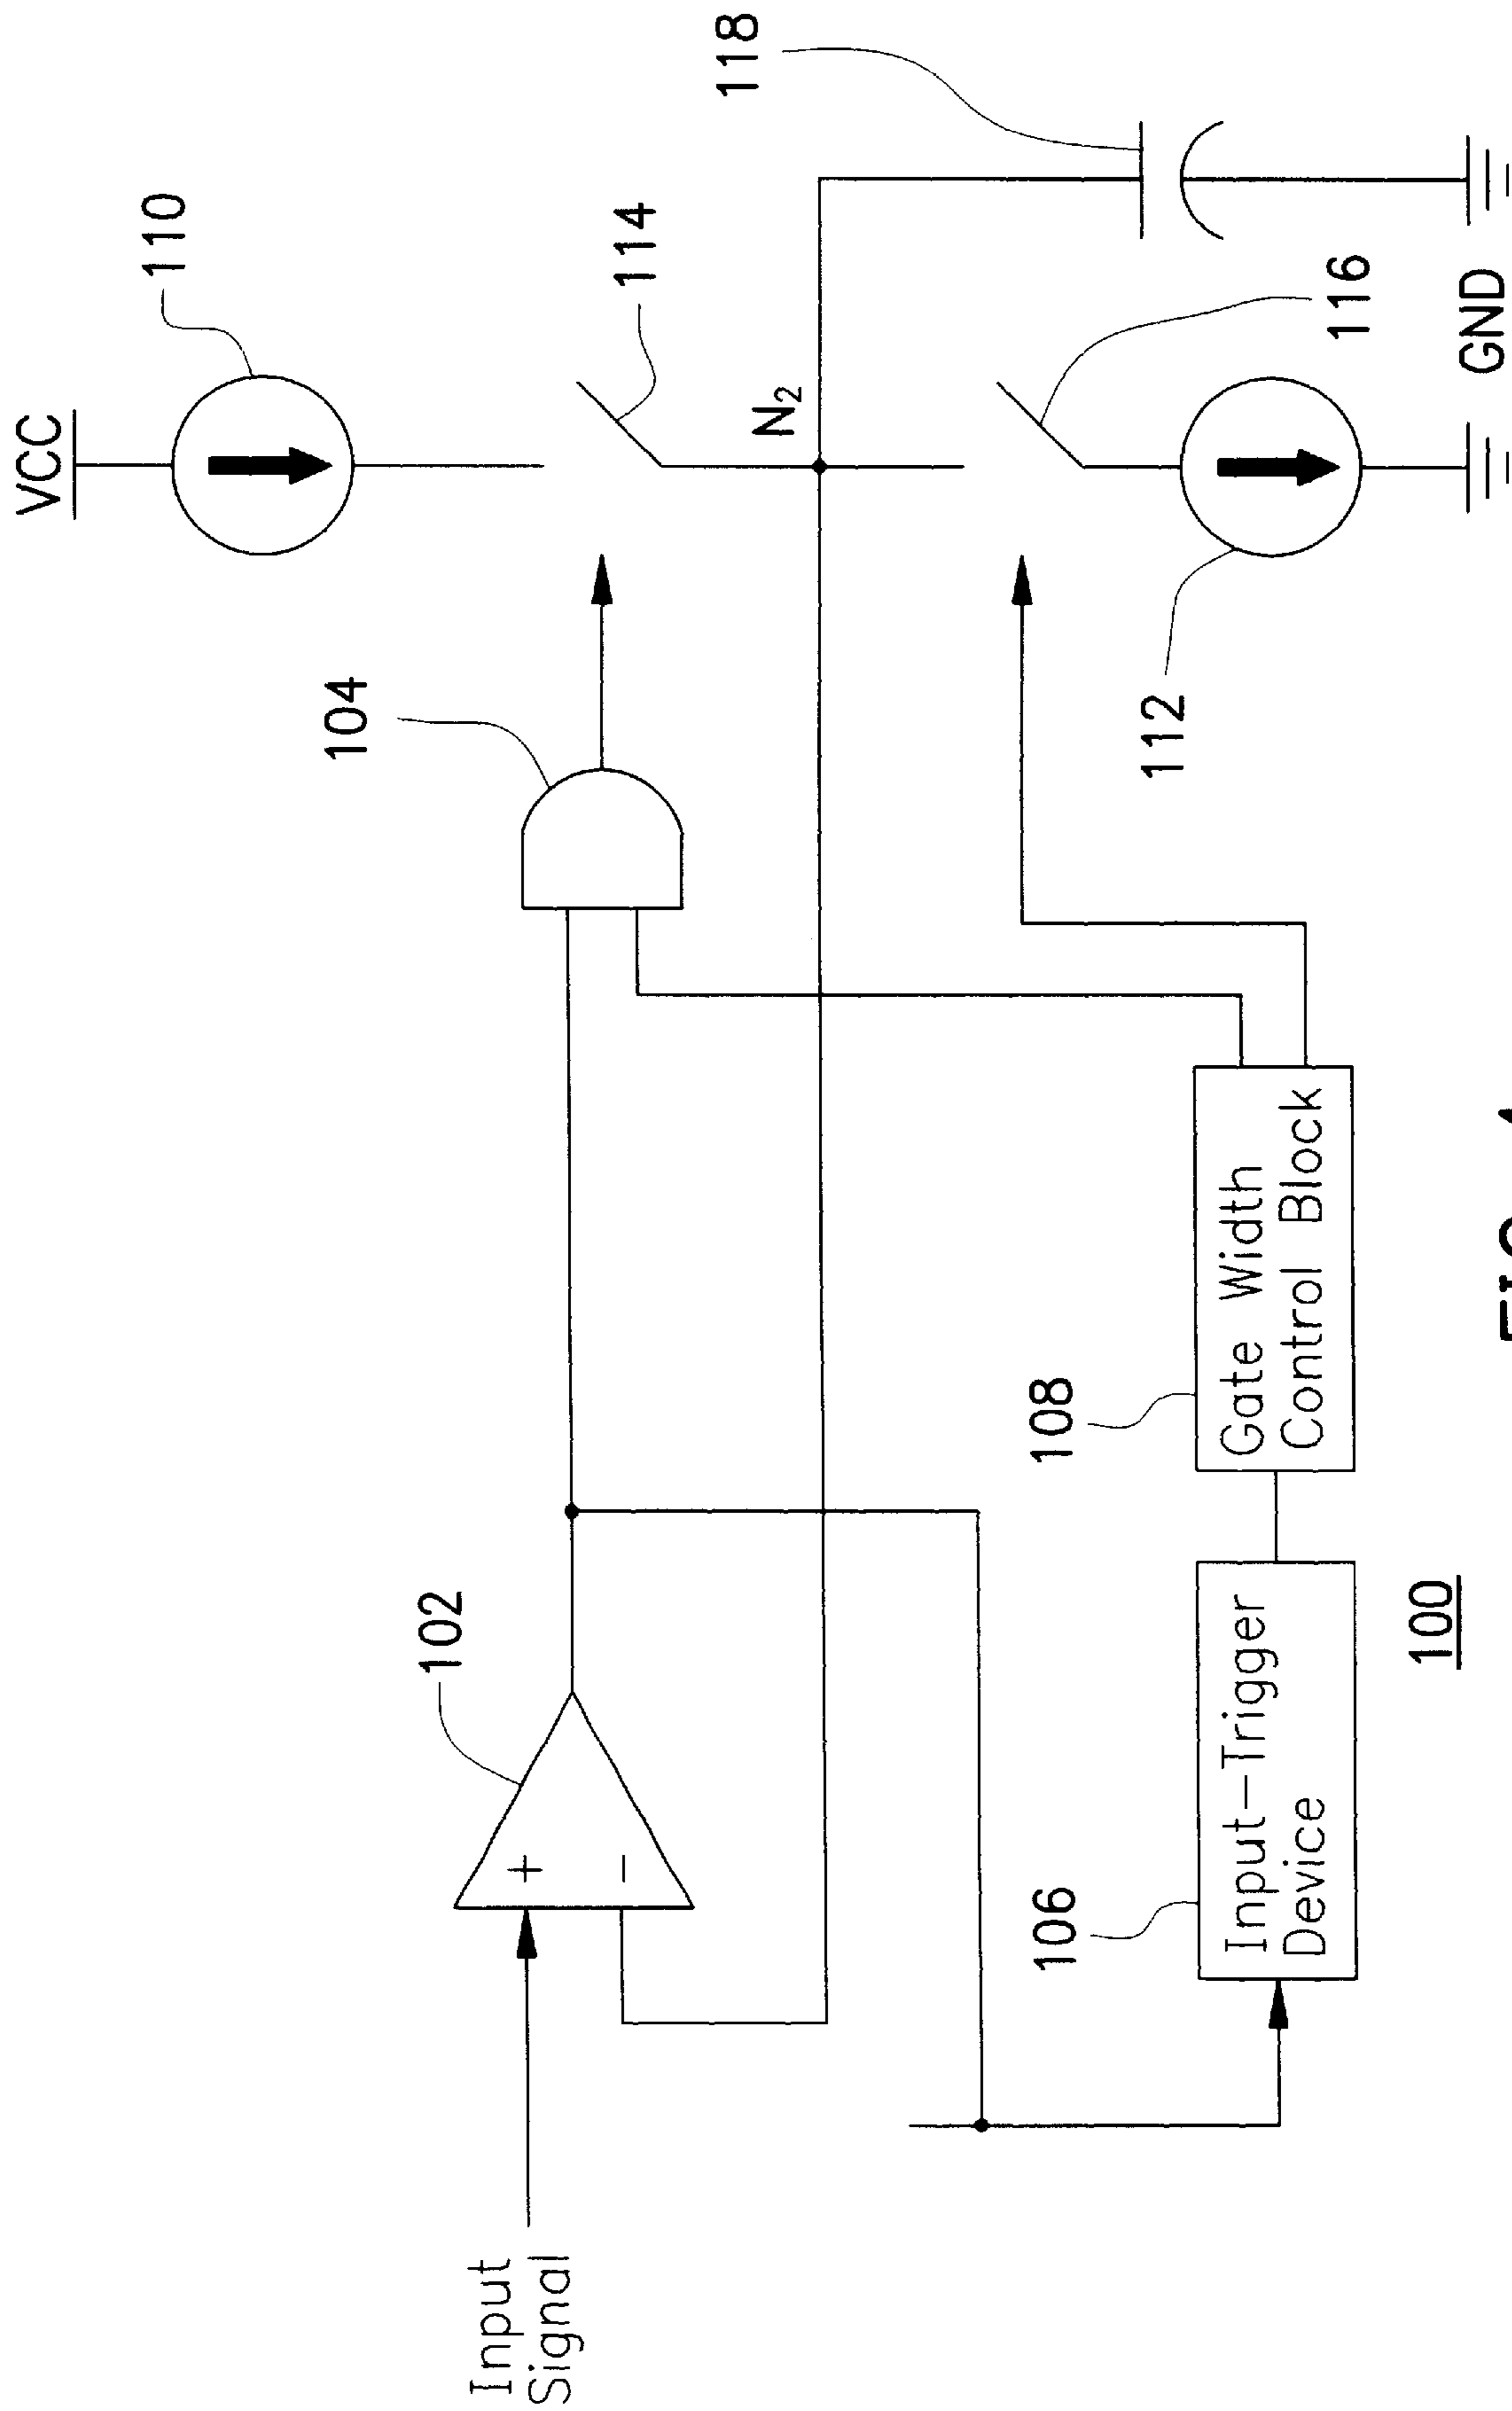 VCC
110
114
N2
118
104
102
Input
Signal
116
112
GND
108
Gate Width
Control Block
106
Input-Trigger
Device
100